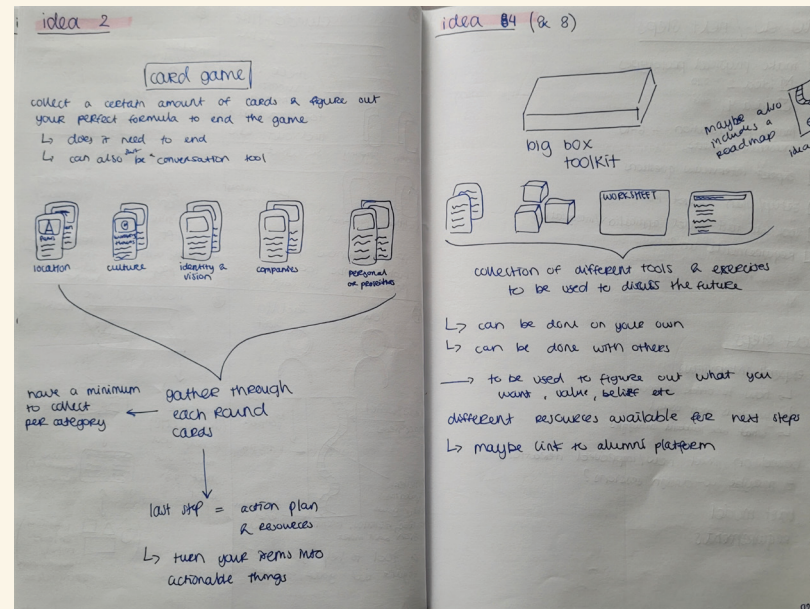 idea 2
card game
collect a certain amount of cards & figure out
your perfect formula to end the game
↳ does it need to end
↳ can also just be a conversation tool
location
culture
identity &
vision
companies
personal
or priorities
have a minimum
to collect
per category
gather through
each round
cards
last step = action plan
& resources
↳ turn your items into
actionable things
idea 4 (& 8)
big box
toolkit
maybe also
includes a
roadmap
idea
WORKSHEET
collection of different tools & exercises
to be used to discuss the future
↳ can be done on your own
↳ can be done with others
→ to be used to figure out what you
want, value, belief etc
different resources available for next steps
↳ maybe link to alumni platform